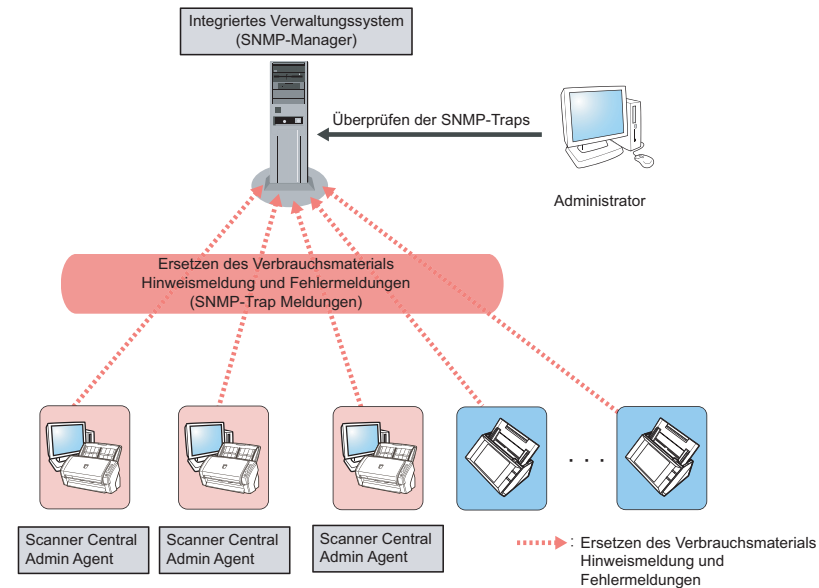 Integriertes Verwaltungssystem
(SNMP-Manager)
Überprüfen der SNMP-Traps
Administrator
Ersetzen des Verbrauchsmaterials
Hinweismeldung und Fehlermeldungen
(SNMP-Trap Meldungen)
. . .
Scanner Central
Admin Agent
Scanner Central
Admin Agent
Scanner Central
Admin Agent
: Ersetzen des Verbrauchsmaterials
Hinweismeldung und
Fehlermeldungen